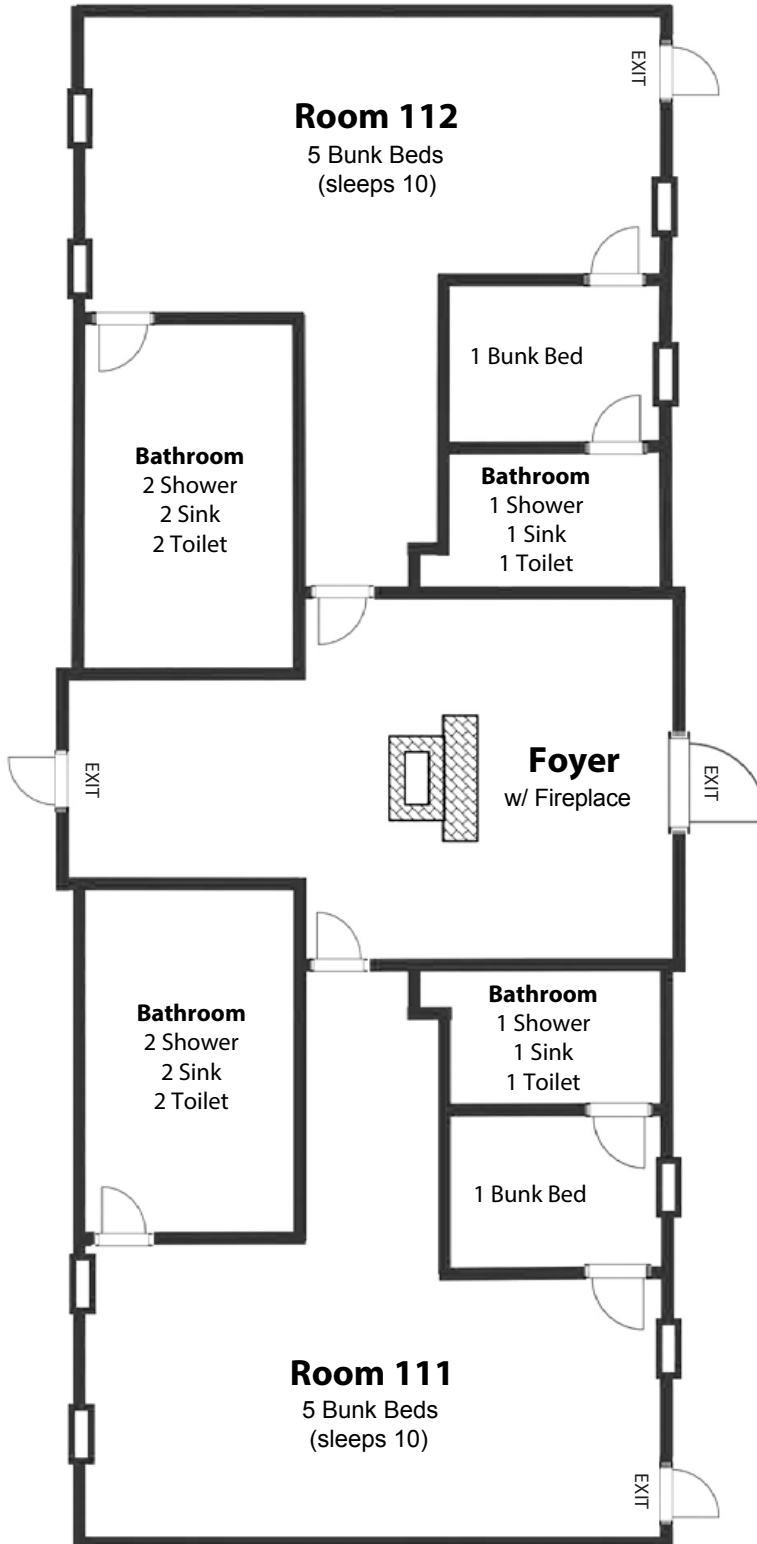 EXIT
Room 112
5 Bunk Beds
(sleeps 10)
1 Bunk Bed
Bathroom
2 Shower
2 Sink
2 Toilet
Bathroom
1 Shower
1 Sink
1 Toilet
EXIT
Foyer
w/ Fireplace
EXIT
Bathroom
2 Shower
2 Sink
2 Toilet
Bathroom
1 Shower
1 Sink
1 Toilet
1 Bunk Bed
Room 111
5 Bunk Beds
(sleeps 10)
EXIT